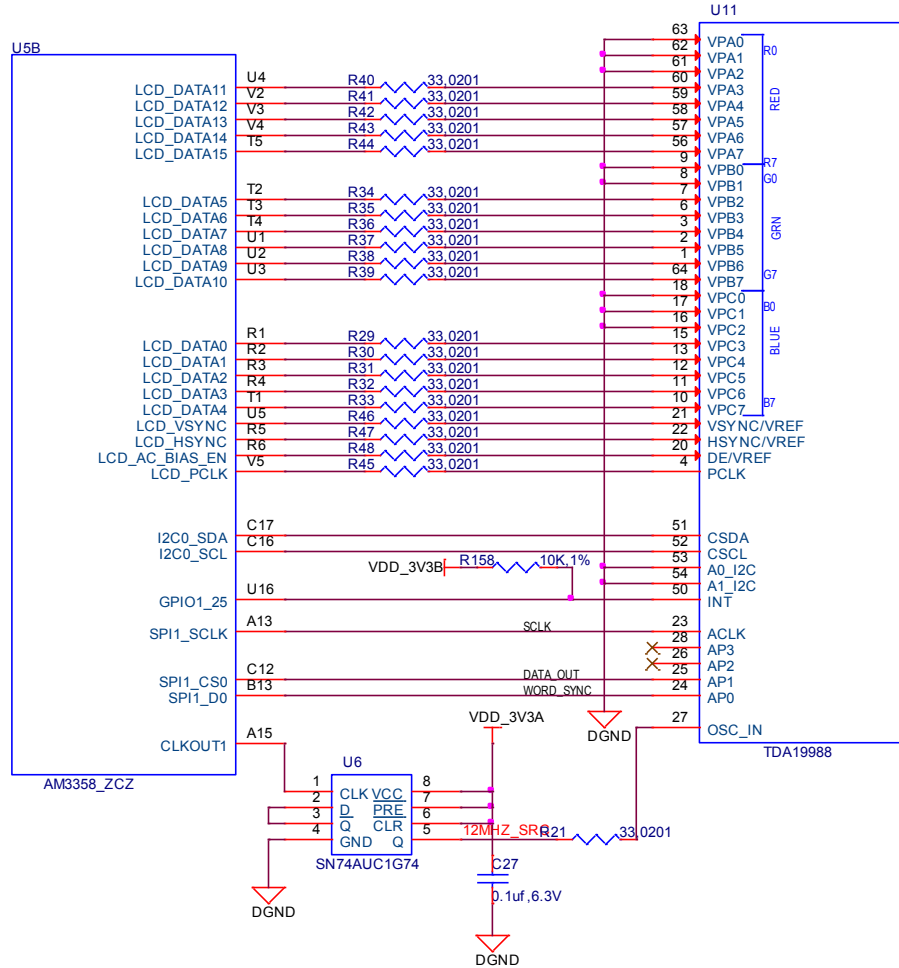 U11
U5B
63 VPA0 R0
62 VPA1
61 VPA2
U4 60 VPA3
LCD_DATA11 R40 33,0201
V2 59 VPA4 RED
LCD_DATA12 R41 33,0201
V3 58 VPA5
LCD_DATA13 R42 33,0201
V4 57 VPA6
LCD_DATA14 R43 33,0201
T5 56 VPA7
LCD_DATA15 R44 33,0201
9 VPB0 R7
8 VPB1 G0
T2 7 VPB2
LCD_DATA5 R34 33,0201
T3 6 VPB3
LCD_DATA6 R35 33,0201
T4 3 VPB4 GRN
LCD_DATA7 R36 33,0201
U1 2 VPB5
LCD_DATA8 R37 33,0201
U2 1 VPB6
LCD_DATA9 R38 33,0201
U3 64 VPB7 G7
LCD_DATA10 R39 33,0201
18 VPC0 B0
17 VPC1
16 VPC2 BLUE
R1 15 VPC3
LCD_DATA0 R29 33,0201
R2 13 VPC4
LCD_DATA1 R30 33,0201
R3 12 VPC5
LCD_DATA2 R31 33,0201
R4 11 VPC6
LCD_DATA3 R32 33,0201
T1 10 VPC7 B7
LCD_DATA4 R33 33,0201
U5 21 VSYNC/VREF
LCD_VSYNC R46 33,0201
R5 22 HSYNC/VREF
LCD_HSYNC R47 33,0201
R6 20 DE/VREF
LCD_AC_BIAS_EN R48 33,0201
V5 4 PCLK
LCD_PCLK R45 33,0201
I2C0_SDA C17 51 CSDA
I2C0_SCL C16 52 CSCL
VDD_3V3B R158 10K,1% 53 A0_I2C
54 A1_I2C
GPIO1_25 U16 50 INT
SPI1_SCLK A13 SCLK 23 ACLK
28 AP3
26 AP2
SPI1_CS0 C12 DATA_OUT 25 AP1
SPI1_D0 B13 WORD_SYNC 24 AP0
VDD_3V3A DGND 27 OSC_IN
CLKOUT1 A15
TDA19988
AM3358_ZCZ
U6
1 CLK VCC 8
2 D PRE 7
3 Q CLR 6
4 GND Q 5
12MHZ_SRC R21 33,0201
SN74AUC1G74
C27
0.1uf,6.3V
DGND
DGND